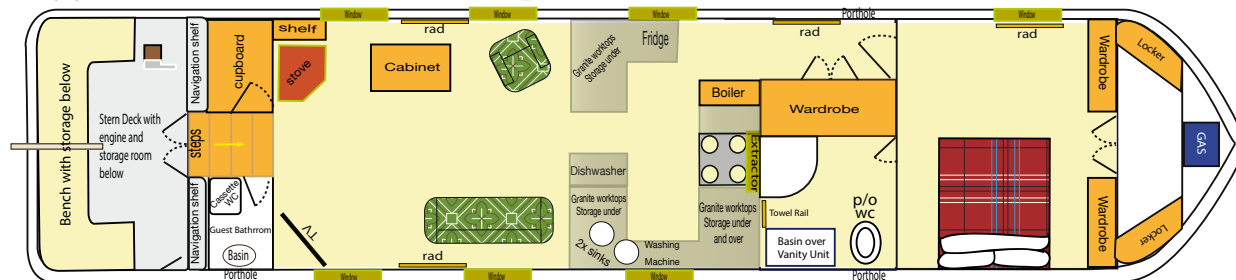 Window
Window
Window
Porthole
Window
rad
rad
rad
Bench with storage below
Stern Deck with
engine and
storage room
below
Navigation shelf
cupboard
shelf
stove
Cabinet
Granite worktops
Storage under
Fridge
Boiler
Wardrobe
Wardrobe
Locker
GAS
steps
Extractor
Navigation shelf
Cassette
WC
Guest Bathrrom
Basin
TV
Dishwasher
Granite worktops
Storage under
2x sinks
Washing
Machine
Granite worktops
Storage under
and over
Towel Rail
Basin over
Vanity Unit
p/o
wc
Wardrobe
Locker
rad
Porthole
Window
Window
Window
Porthole